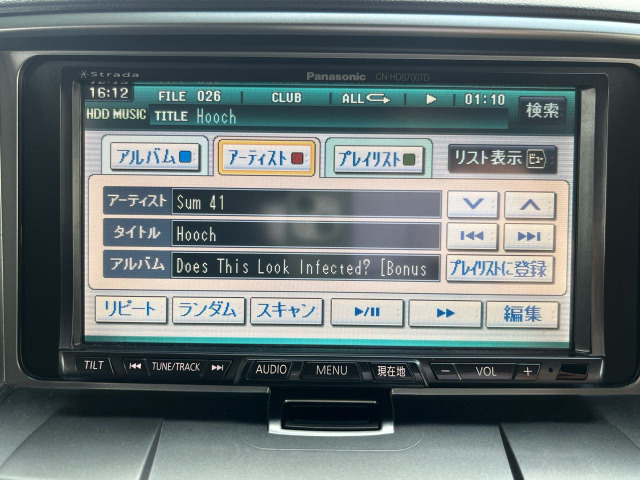 Strada Panasonic CN-HDS700TD
16:12 FILE 026 CLUB ALL ▶ 01:10 検索
HDD MUSIC TITLE Hooch
アルバム アーティスト プレイリスト リスト表示 ビュー
アーティスト Sum 41
タイトル Hooch
アルバム Does This Look Infected? [Bonus プレイリストに登録
リピート ランダム スキャン ▶/II ▶▶ 編集
TILT TUNE/TRACK AUDIO MENU 現在地 − VOL +